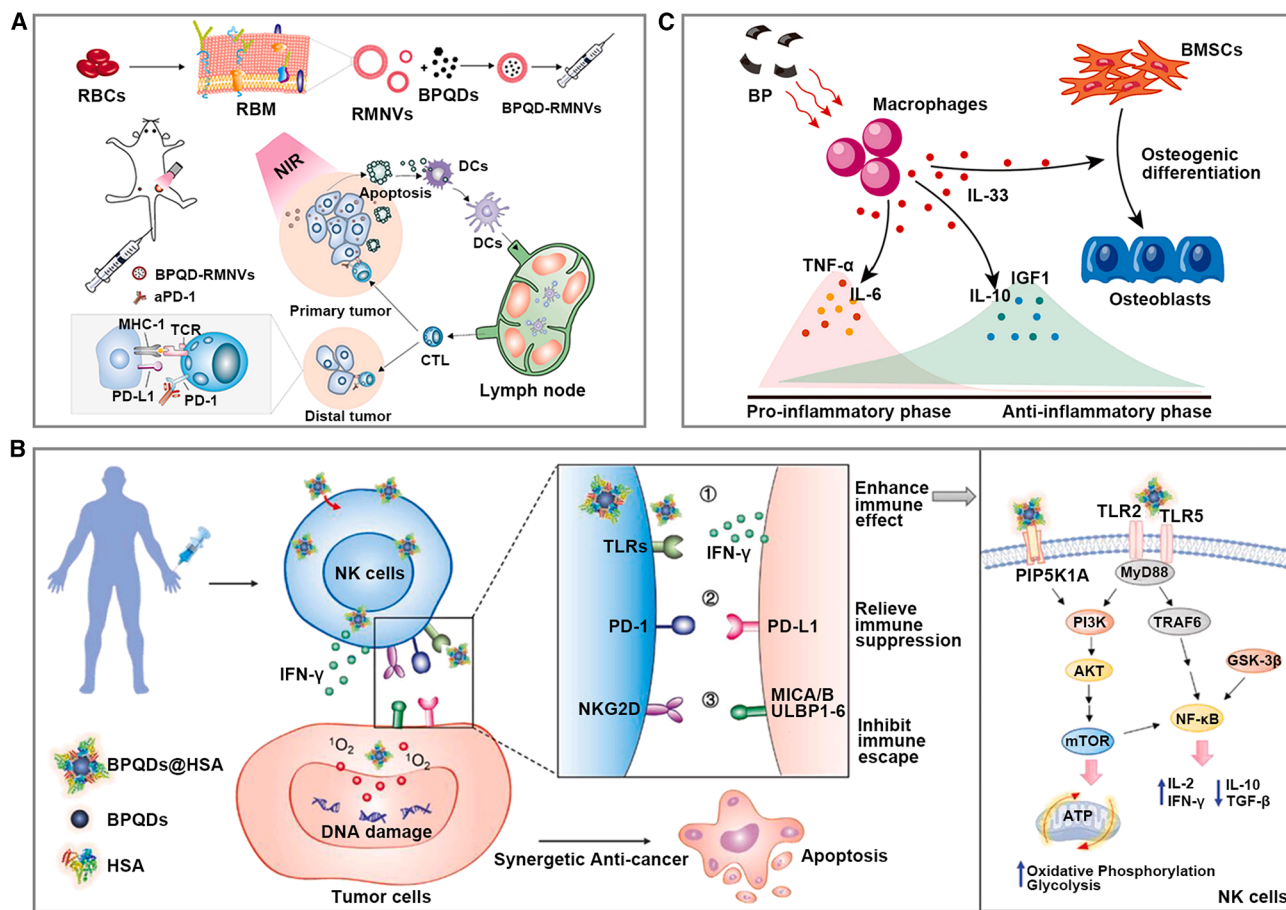 A
RBCs
RBM
RMNVs
+
BPQDs
BPQD-RMNVs
NIR
Apoptosis
DCs
DCs
BPQD-RMNVs
aPD-1
Primary tumor
MHC-1
TCR
PD-L1
PD-1
CTL
Distal tumor
Lymph node
C
BP
Macrophages
BMSCs
IL-33
Osteogenic
differentiation
TNF-α
IL-6
IL-10
IGF1
Osteoblasts
Pro-inflammatory phase
Anti-inflammatory phase
B
NK cells
IFN-γ
BPQDs@HSA
BPQDs
HSA
¹O₂
¹O₂
DNA damage
Tumor cells
Synergetic Anti-cancer
Apoptosis
①
TLRs
IFN-γ
②
PD-1
PD-L1
③
NKG2D
MICA/B
ULBP1-6
Enhance
immune
effect
Relieve
immune
suppression
Inhibit
immune
escape
TLR2
TLR5
PIP5K1A
MyD88
PI3K
TRAF6
AKT
GSK-3β
mTOR
NF-κB
ATP
IL-2
IFN-γ
IL-10
TGF-β
Oxidative Phosphorylation
Glycolysis
NK cells